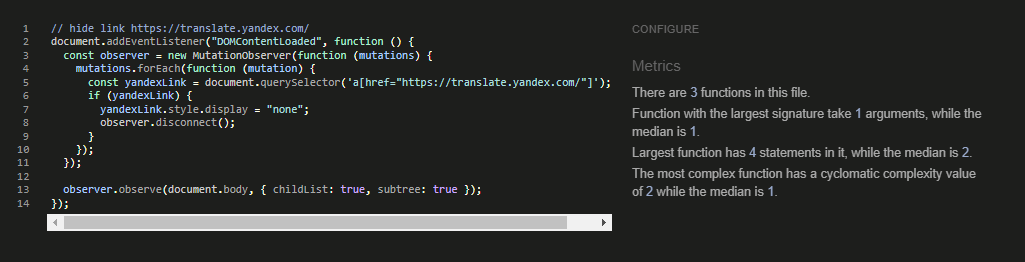 1 // hide link https://translate.yandex.com/
2 document.addEventListener("DOMContentLoaded", function () {
3   const observer = new MutationObserver(function (mutations) {
4     mutations.forEach(function (mutation) {
5       const yandexLink = document.querySelector('a[href="https://translate.yandex.com/"]');
6       if (yandexLink) {
7         yandexLink.style.display = "none";
8         observer.disconnect();
9       }
10     });
11   });
12
13   observer.observe(document.body, { childList: true, subtree: true });
14 });
CONFIGURE
Metrics
There are 3 functions in this file.
Function with the largest signature take 1 arguments, while the
median is 1.
Largest function has 4 statements in it, while the median is 2.
The most complex function has a cyclomatic complexity value
of 2 while the median is 1.